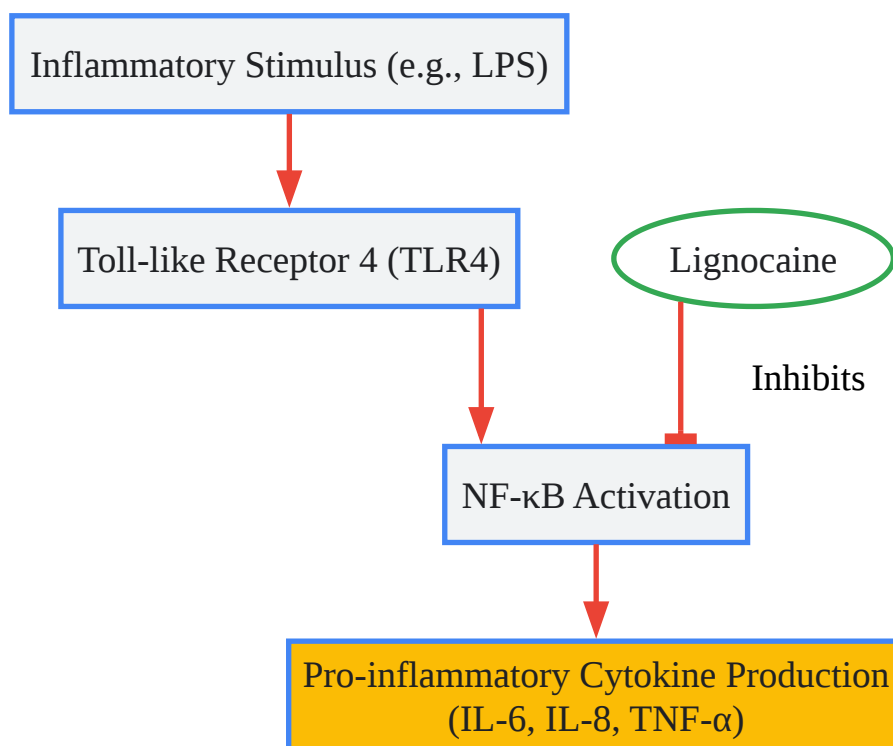 Inflammatory Stimulus (e.g., LPS)
Toll-like Receptor 4 (TLR4)
Lignocaine
Inhibits
NF-κB Activation
Pro-inflammatory Cytokine Production
(IL-6, IL-8, TNF-α)